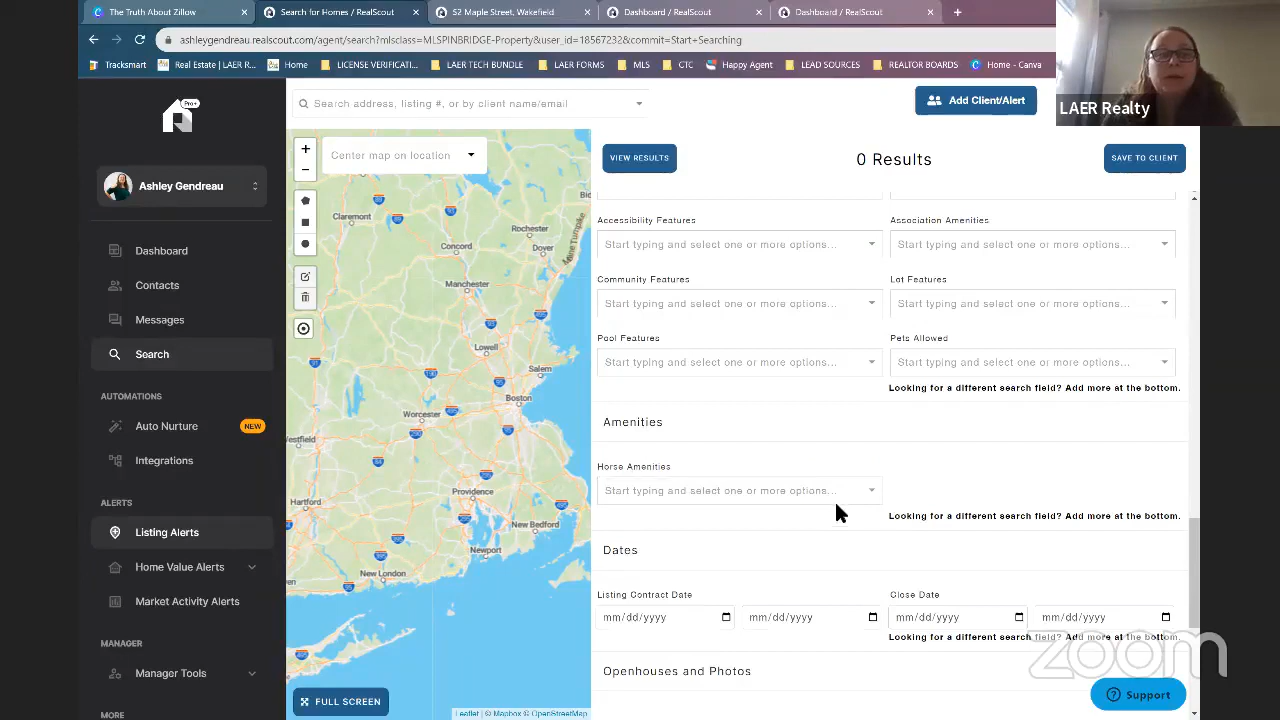 The Truth About Zillow
Search for Homes / RealScout
52 Maple Street, Wakefield
Dashboard / RealScout
Dashboard / RealScout
ashleygendreau.realscout.com/agent/search?mlsclass=MLSPINBRIDGE-Property&user_id=18567232&commit=Start+Searching
Tracksmart
Real Estate | LAER R...
Home
LICENSE VERIFICATI...
LAER TECH BUNDLE
LAER FORMS
MLS
CTC
Happy Agent
LEAD SOURCES
REALTOR BOARDS
Home - Canva
LAER Realty
Pro+
Ashley Gendreau
Dashboard
Contacts
Messages
Search
AUTOMATIONS
Auto Nurture
NEW
Integrations
ALERTS
Listing Alerts
Home Value Alerts
Market Activity Alerts
MANAGER
Manager Tools
MORE
Search address, listing #, or by client name/email
Add Client/Alert
+
−
Center map on location
Claremont
Rochester
Concord
Dover
Maine Turnpike
Manchester
Lowell
Salem
Boston
Worcester
Westfield
Hartford
Providence
New Bedford
Newport
New London
FULL SCREEN
Leaflet | © Mapbox © OpenStreetMap
VIEW RESULTS
0 Results
SAVE TO CLIENT
Accessibility Features
Association Amenities
Start typing and select one or more options...
Start typing and select one or more options...
Community Features
Lot Features
Start typing and select one or more options...
Start typing and select one or more options...
Pool Features
Pets Allowed
Start typing and select one or more options...
Start typing and select one or more options...
Looking for a different search field? Add more at the bottom.
Amenities
Horse Amenities
Start typing and select one or more options...
Looking for a different search field? Add more at the bottom.
Dates
Listing Contract Date
Close Date
mm/dd/yyyy
mm/dd/yyyy
mm/dd/yyyy
mm/dd/yyyy
Looking for a different search field? Add more at the bottom.
Openhouses and Photos
zoom
Support